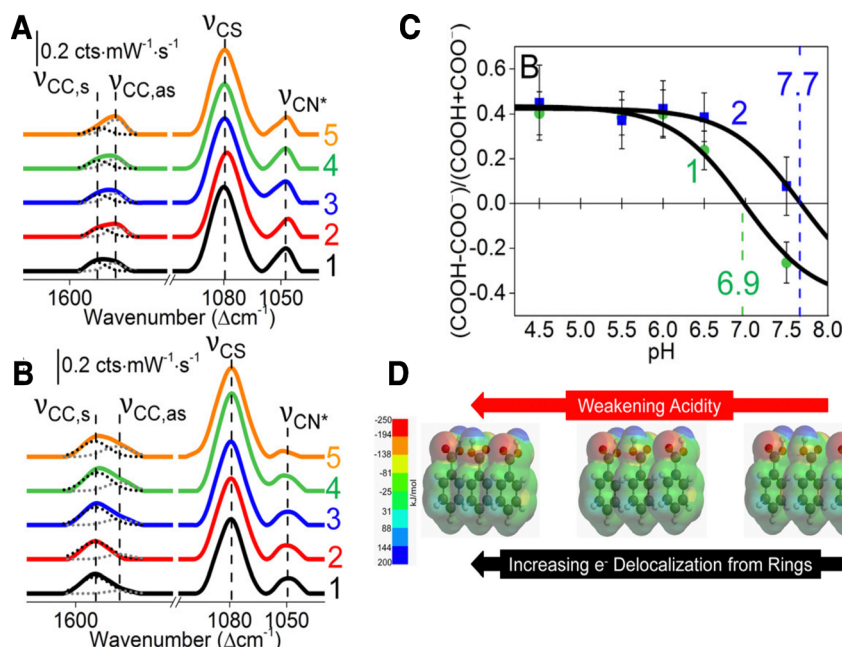 A
0.2 cts·mW⁻¹·s⁻¹
νCS
νCC,s
νCC,as
νCN*
5
4
3
2
1
1600
1080
1050
Wavenumber (Δcm⁻¹)
B
0.2 cts·mW⁻¹·s⁻¹
νCS
νCC,s
νCC,as
νCN*
5
4
3
2
1
1600
1080
1050
Wavenumber (Δcm⁻¹)
C
B
(COOH-COO⁻)/(COOH+COO⁻)
0.6
0.4
0.2
0.0
-0.2
-0.4
7.7
2
1
6.9
4.5 5.0 5.5 6.0 6.5 7.0 7.5 8.0
pH
D
Weakening Acidity
-250
-194
-138
-81
-25
31
88
144
200
kJ/mol
Increasing e⁻ Delocalization from Rings